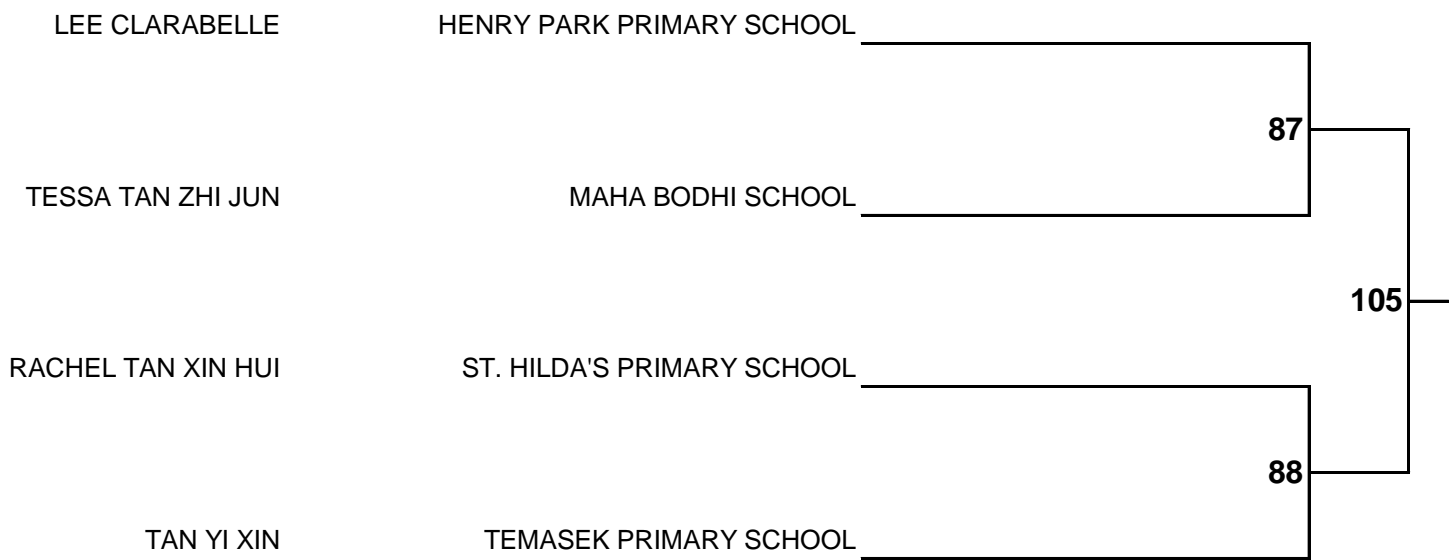 LEE CLARABELLE HENRY PARK PRIMARY SCHOOL
87
TESSA TAN ZHI JUN MAHA BODHI SCHOOL
105
RACHEL TAN XIN HUI ST. HILDA'S PRIMARY SCHOOL
88
TAN YI XIN TEMASEK PRIMARY SCHOOL